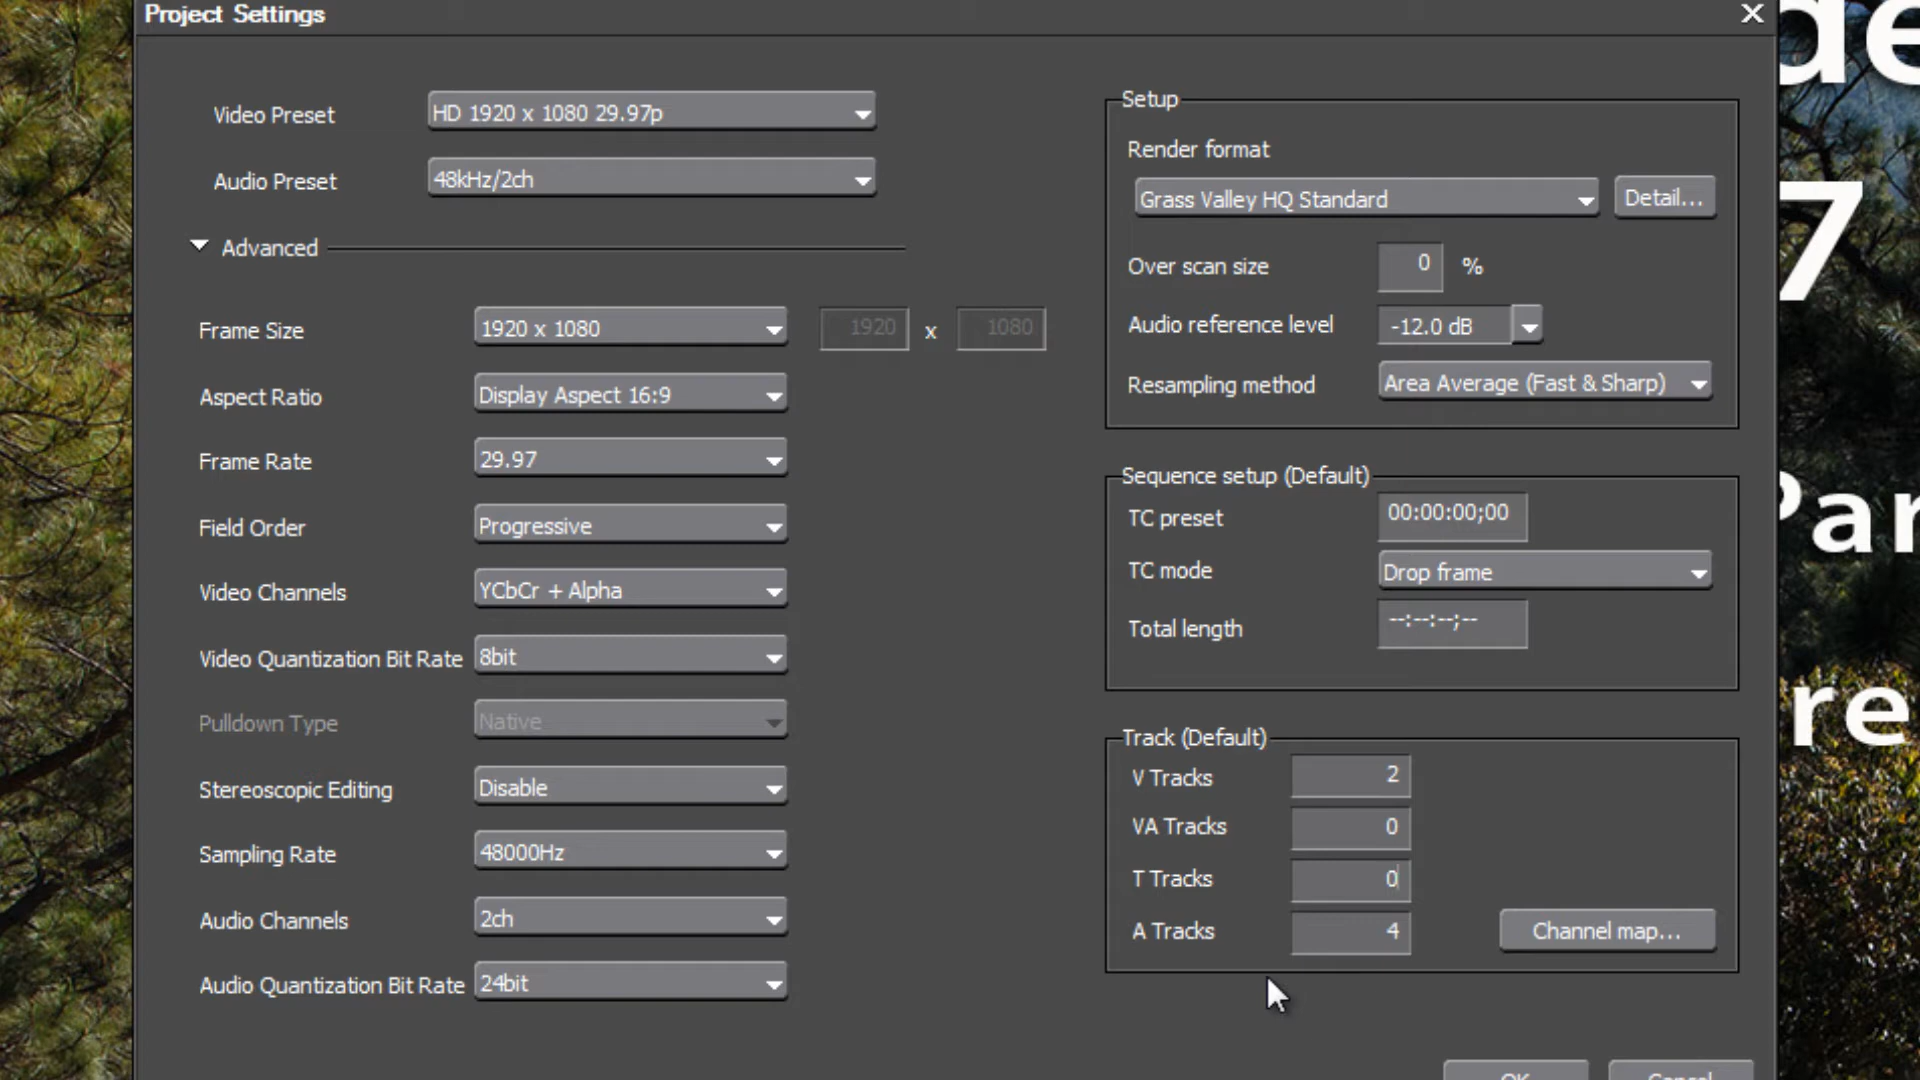 Project Settings
Video Preset
HD 1920 x 1080 29.97p
Audio Preset
48kHz/2ch
Advanced
Frame Size
1920 x 1080
1920 x 1080
Aspect Ratio
Display Aspect 16:9
Frame Rate
29.97
Field Order
Progressive
Video Channels
YCbCr + Alpha
Video Quantization Bit Rate
8bit
Pulldown Type
Native
Stereoscopic Editing
Disable
Sampling Rate
48000Hz
Audio Channels
2ch
Audio Quantization Bit Rate
24bit
Setup
Render format
Grass Valley HQ Standard
Detail...
Over scan size
0 %
Audio reference level
-12.0 dB
Resampling method
Area Average (Fast & Sharp)
Sequence setup (Default)
TC preset
00:00:00;00
TC mode
Drop frame
Total length
--:--:--;--
Track (Default)
V Tracks
2
VA Tracks
0
T Tracks
0
A Tracks
4
Channel map...
OK
Cancel
de
7
Par
re